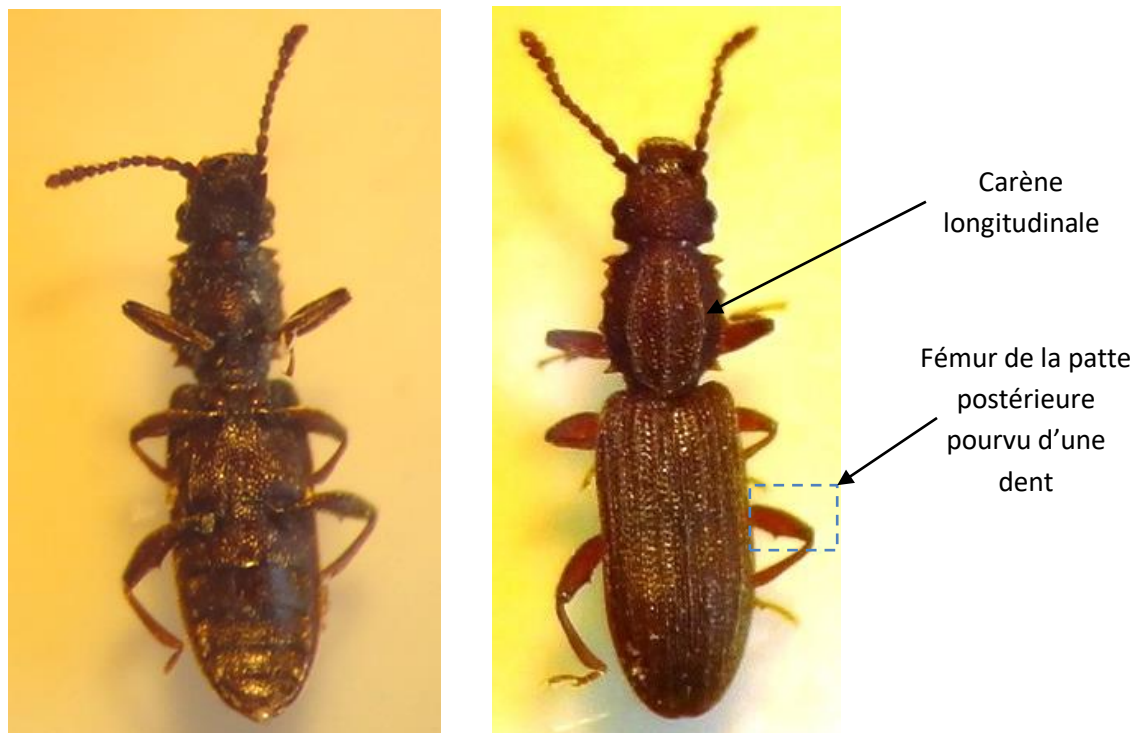 Carène
longitudinale
Fémur de la patte
postérieure
pourvu d'une
dent